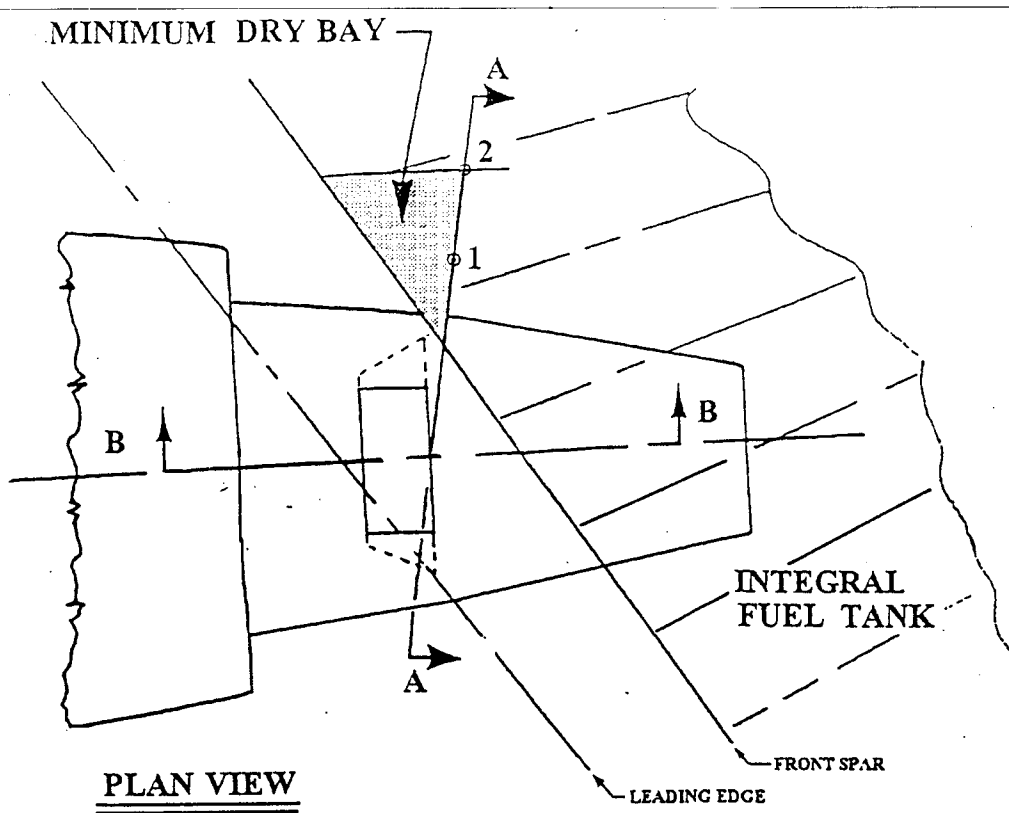 MINIMUM DRY BAY
A
2
1
B
B
INTEGRAL
FUEL TANK
A
FRONT SPAR
LEADING EDGE
PLAN VIEW